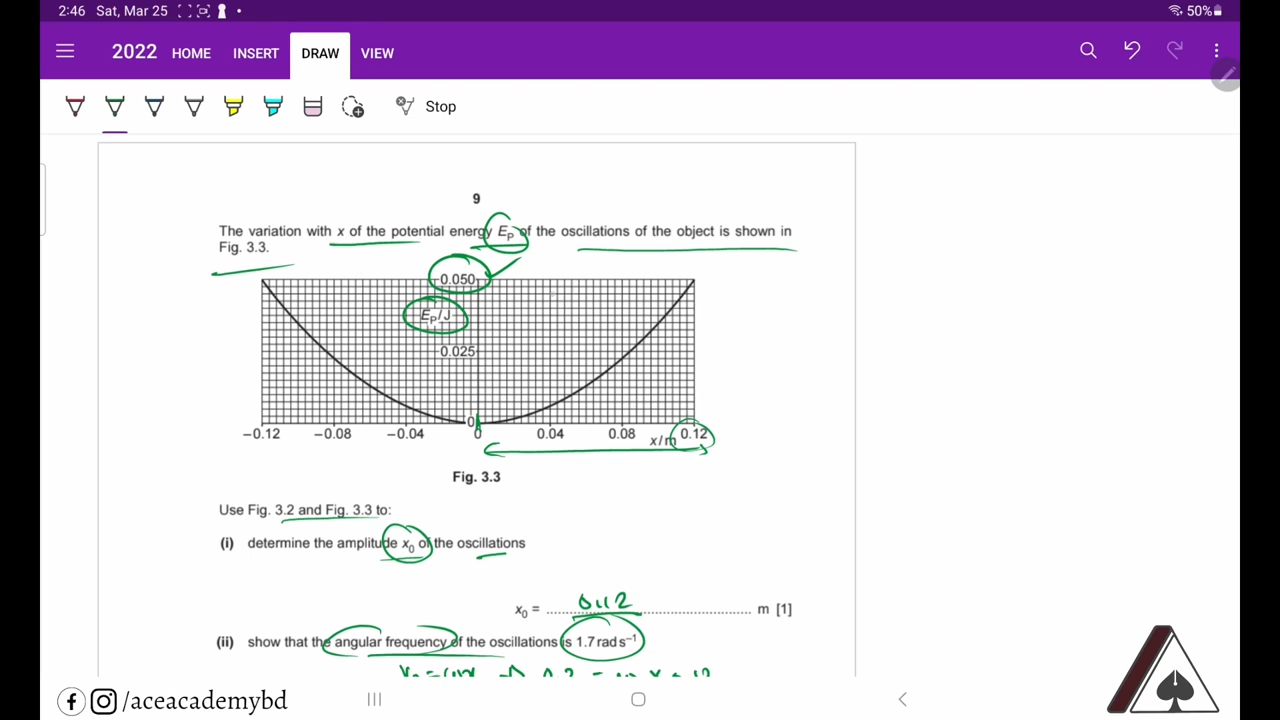 2:46 Sat, Mar 25 50%
2022 HOME INSERT DRAW VIEW
Stop
9
The variation with x of the potential energy E_P of the oscillations of the object is shown in
Fig. 3.3.
0.050
E_P/J
0.025
0
−0.12 −0.08 −0.04 0 0.04 0.08 x/m 0.12
Fig. 3.3
Use Fig. 3.2 and Fig. 3.3 to:
(i) determine the amplitude x₀ of the oscillations
x₀ = .......... 0.12 .......... m [1]
(ii) show that the angular frequency of the oscillations is 1.7 rad s⁻¹
/aceacademybd